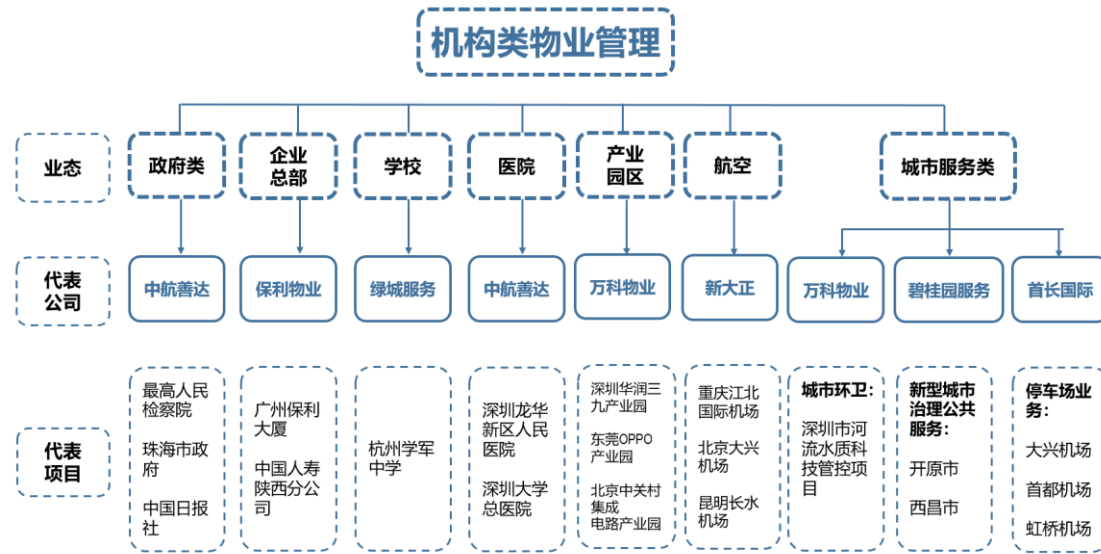 机构类物业管理
业态
政府类
企业
总部
学校
医院
产业
园区
航空
城市服务类
代表
公司
中航善达
保利物业
绿城服务
中航善达
万科物业
新大正
万科物业
碧桂园服务
首长国际
代表
项目
最高人民
检察院
珠海市政
府
中国日报
社
广州保利
大厦
中国人寿
陕西分公
司
杭州学军
中学
深圳龙华
新区人民
医院
深圳大学
总医院
深圳华润三
九产业园
东莞OPPO
产业园
北京中关村
集成
电路产业园
重庆江北
国际机场
北京大兴
机场
昆明长水
机场
城市环卫：
深圳市河
流水质科
技管控项
目
新型城市
治理公共
服务：
开原市
西昌市
停车场业
务：
大兴机场
首都机场
虹桥机场